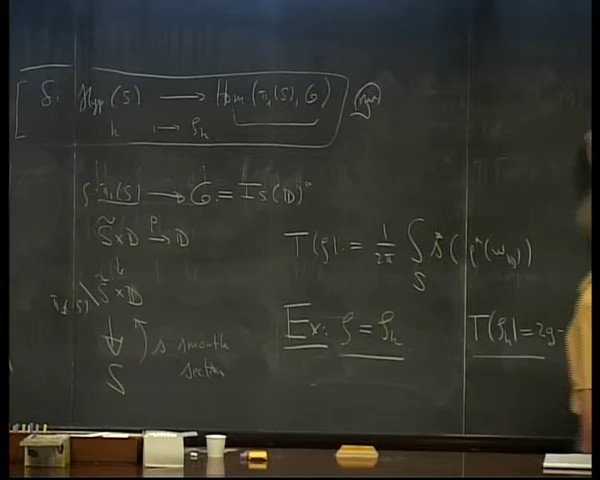 δ: Hyp(S) ⟶ Hom(π₁(S), G)
h ⟼ ρ_h
ρ: π₁(S) ⟶ G := Is(D)°
S̃ × D →^p D
↓
π₁(S)\S̃ × D
↓ s smooth section
S
T(ρ) := 1/2π ∫_S s*(p*(ω_D))
Ex: ρ = ρ_h
T(ρ_h) = 2g-